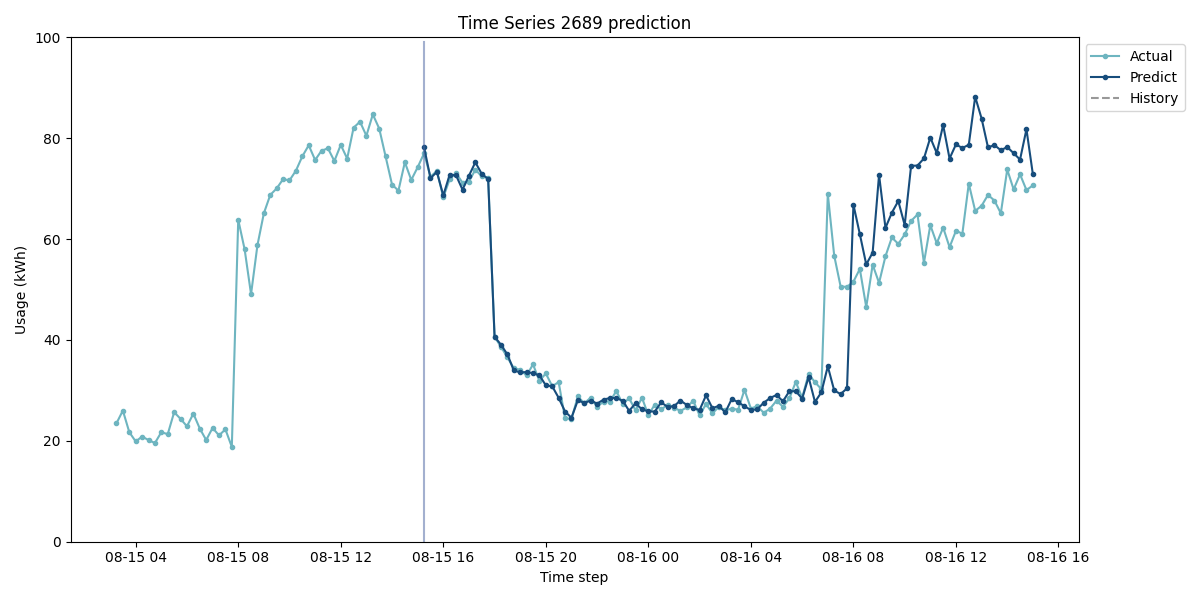 Time Series 2689 prediction
100
80
60
40
20
0
Usage (kWh)
08-15 04
08-15 08
08-15 12
08-15 16
08-15 20
08-16 00
08-16 04
08-16 08
08-16 12
08-16 16
Time step
Actual
Predict
History